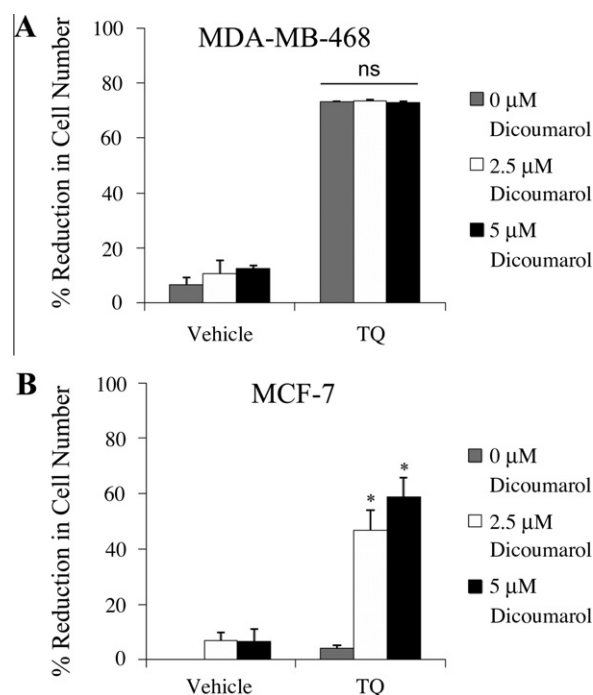 A
MDA-MB-468
% Reduction in Cell Number
100
80
60
40
20
0
ns
Vehicle
TQ
0 μM
Dicoumarol
2.5 μM
Dicoumarol
5 μM
Dicoumarol
B
MCF-7
% Reduction in Cell Number
100
80
60
40
20
0
*
*
Vehicle
TQ
0 μM
Dicoumarol
2.5 μM
Dicoumarol
5 μM
Dicoumarol